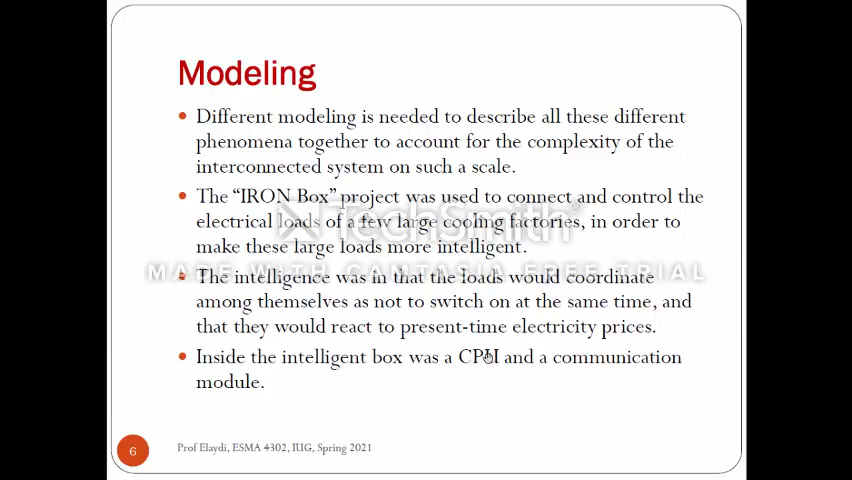 Modeling
Different modeling is needed to describe all these different
phenomena together to account for the complexity of the
interconnected system on such a scale.
The “IRON Box” project was used to connect and control the
electrical loads of a few large cooling factories, in order to
TechSmith
make these large loads more intelligent.
MADE WITH CAMTASIA FREE TRIAL
The intelligence was in that the loads would coordinate
among themselves as not to switch on at the same time, and
that they would react to present-time electricity prices.
Inside the intelligent box was a CPU and a communication
module.
6
Prof Elaydi, ESMA 4302, IUG, Spring 2021